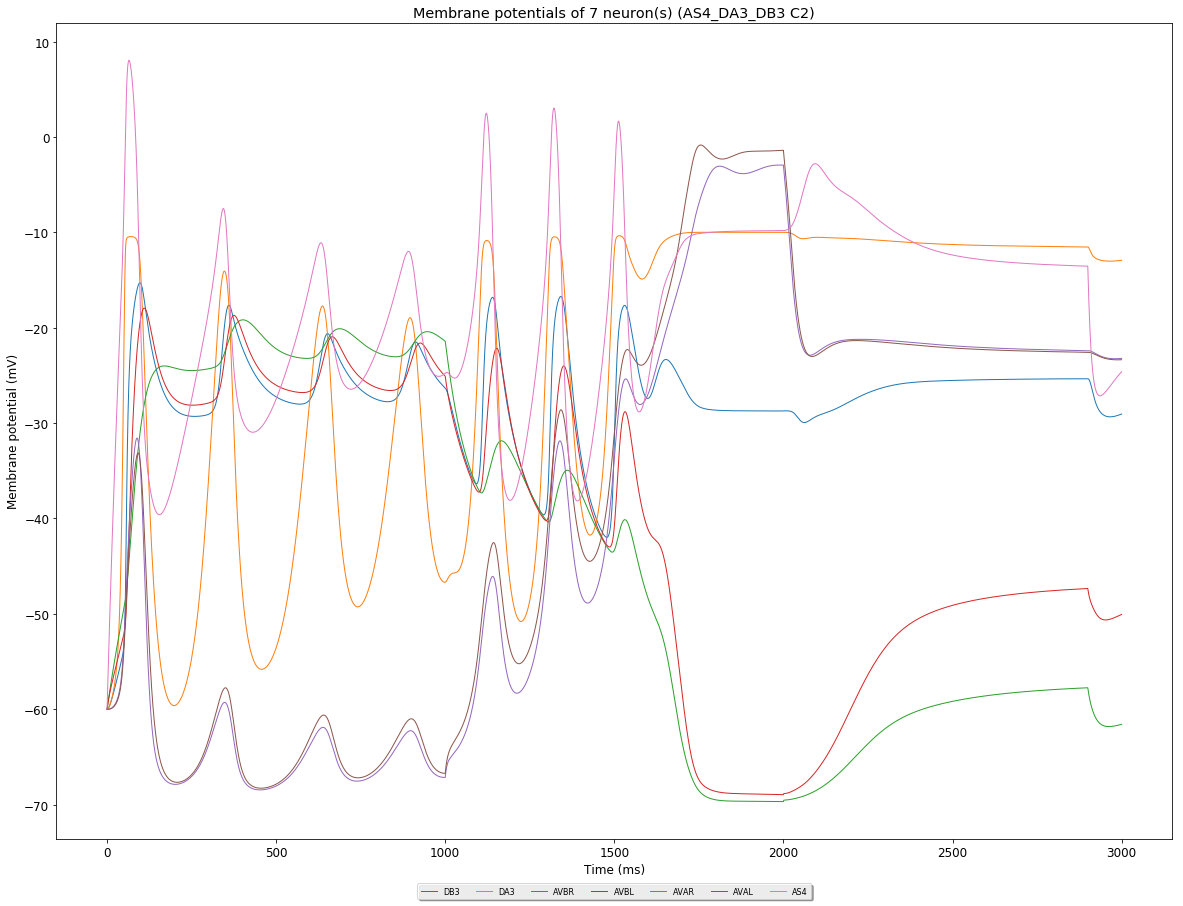 Membrane potentials of 7 neuron(s) (AS4_DA3_DB3 C2)
10
0
−10
−20
−30
−40
−50
−60
−70
Membrane potential (mV)
0 500 1000 1500 2000 2500 3000
Time (ms)
DB3 DA3 AVBR AVBL AVAR AVAL AS4